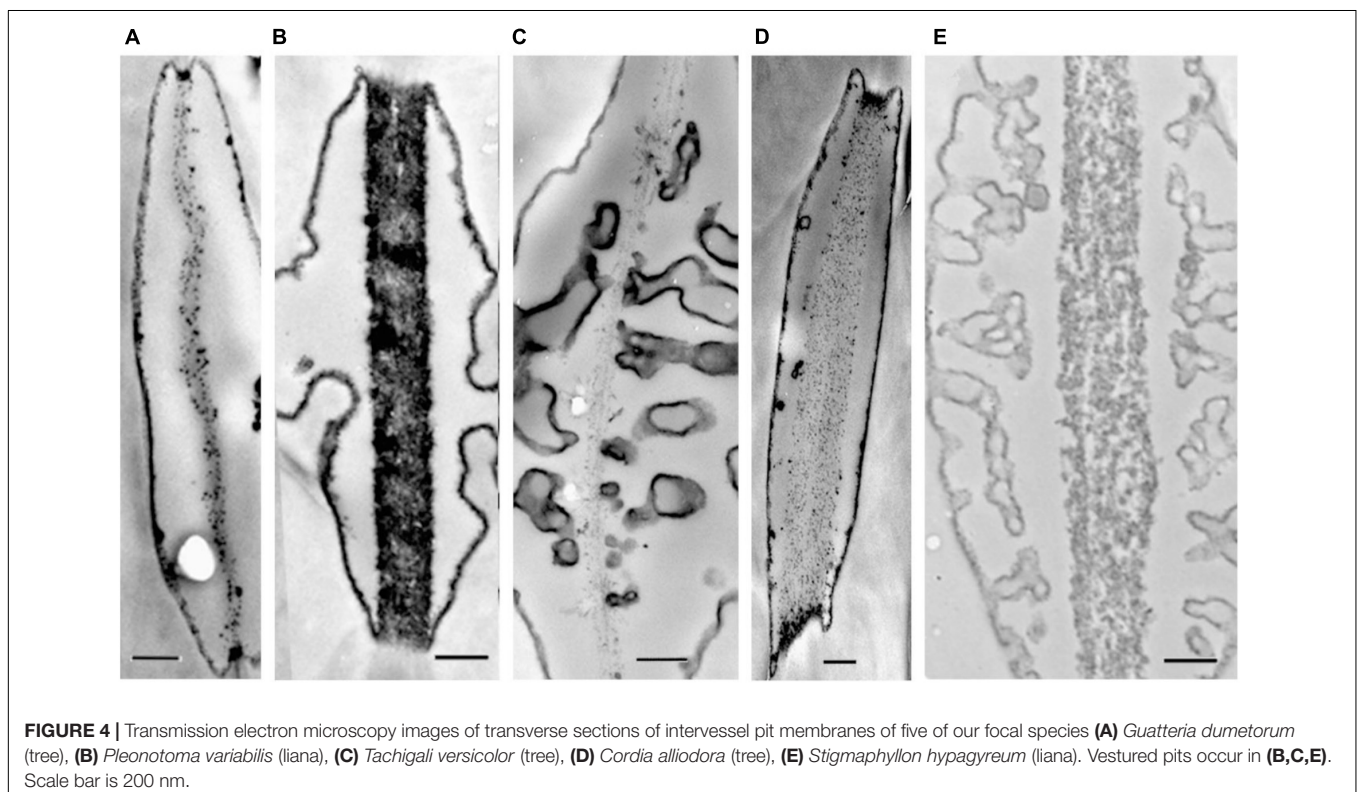 A B C D E
FIGURE 4 | Transmission electron microscopy images of transverse sections of intervessel pit membranes of five of our focal species (A) Guatteria dumetorum
(tree), (B) Pleonotoma variabilis (liana), (C) Tachigali versicolor (tree), (D) Cordia alliodora (tree), (E) Stigmaphyllon hypagyreum (liana). Vestured pits occur in (B,C,E).
Scale bar is 200 nm.